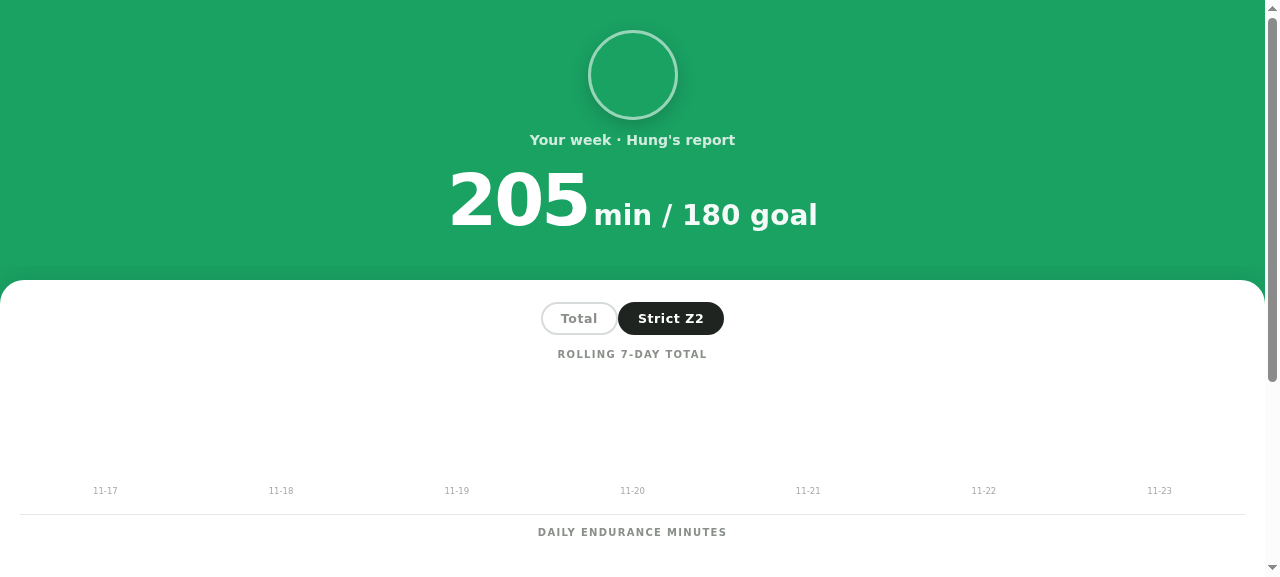 Your week · Hung's report
205 min / 180 goal
Total Strict Z2
ROLLING 7-DAY TOTAL
11-17 11-18 11-19 11-20 11-21 11-22 11-23
DAILY ENDURANCE MINUTES